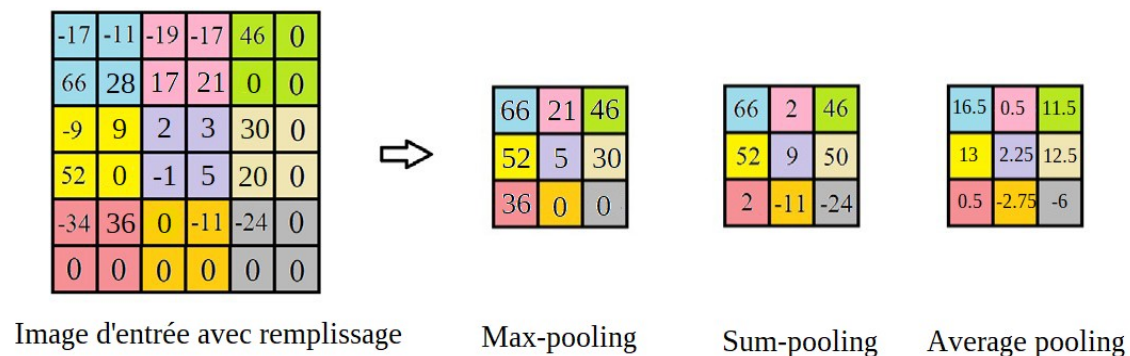 -17 -11 -19 -17 46 0
66 28 17 21 0 0
-9 9 2 3 30 0
52 0 -1 5 20 0
-34 36 0 -11 -24 0
0 0 0 0 0 0
Image d'entrée avec remplissage
66 21 46
52 5 30
36 0 0
Max-pooling
66 2 46
52 9 50
2 -11 -24
Sum-pooling
16.5 0.5 11.5
13 2.25 12.5
0.5 -2.75 -6
Average pooling